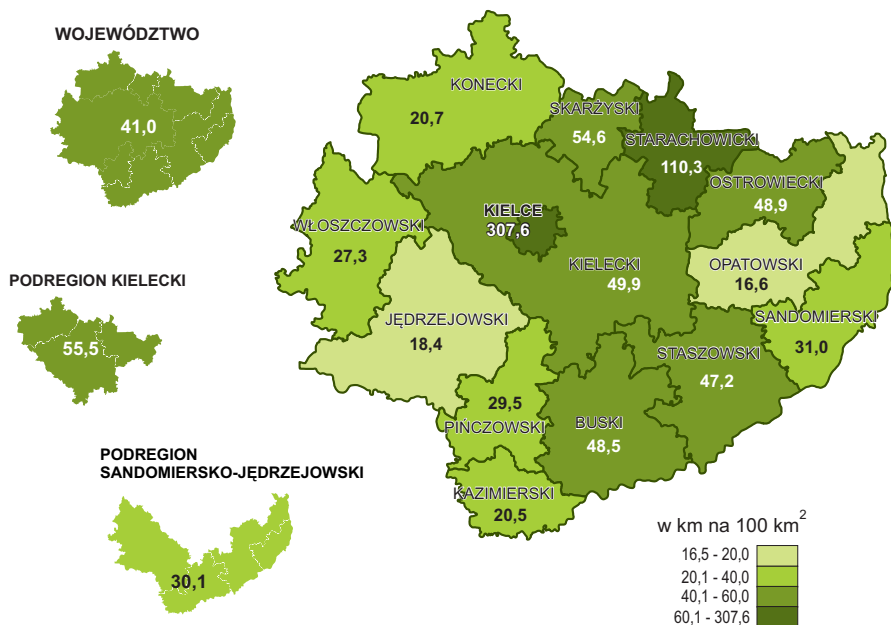 WOJEWÓDZTWO
41,0
PODREGION KIELECKI
55,5
PODREGION
SANDOMIERSKO-JĘDRZEJOWSKI
30,1
KONECKI
20,7
SKARŻYSKI
54,6
STARACHOWICKI
110,3
OSTROWIECKI
48,9
WŁOSZCZOWSKI
27,3
KIELCE
307,6
KIELECKI
49,9
OPATOWSKI
16,6
JĘDRZEJOWSKI
18,4
SANDOMIERSKI
31,0
STASZOWSKI
47,2
29,5
PIŃCZOWSKI
BUSKI
48,5
KAZIMIERSKI
20,5
w km na 100 km²
16,5 - 20,0
20,1 - 40,0
40,1 - 60,0
60,1 - 307,6